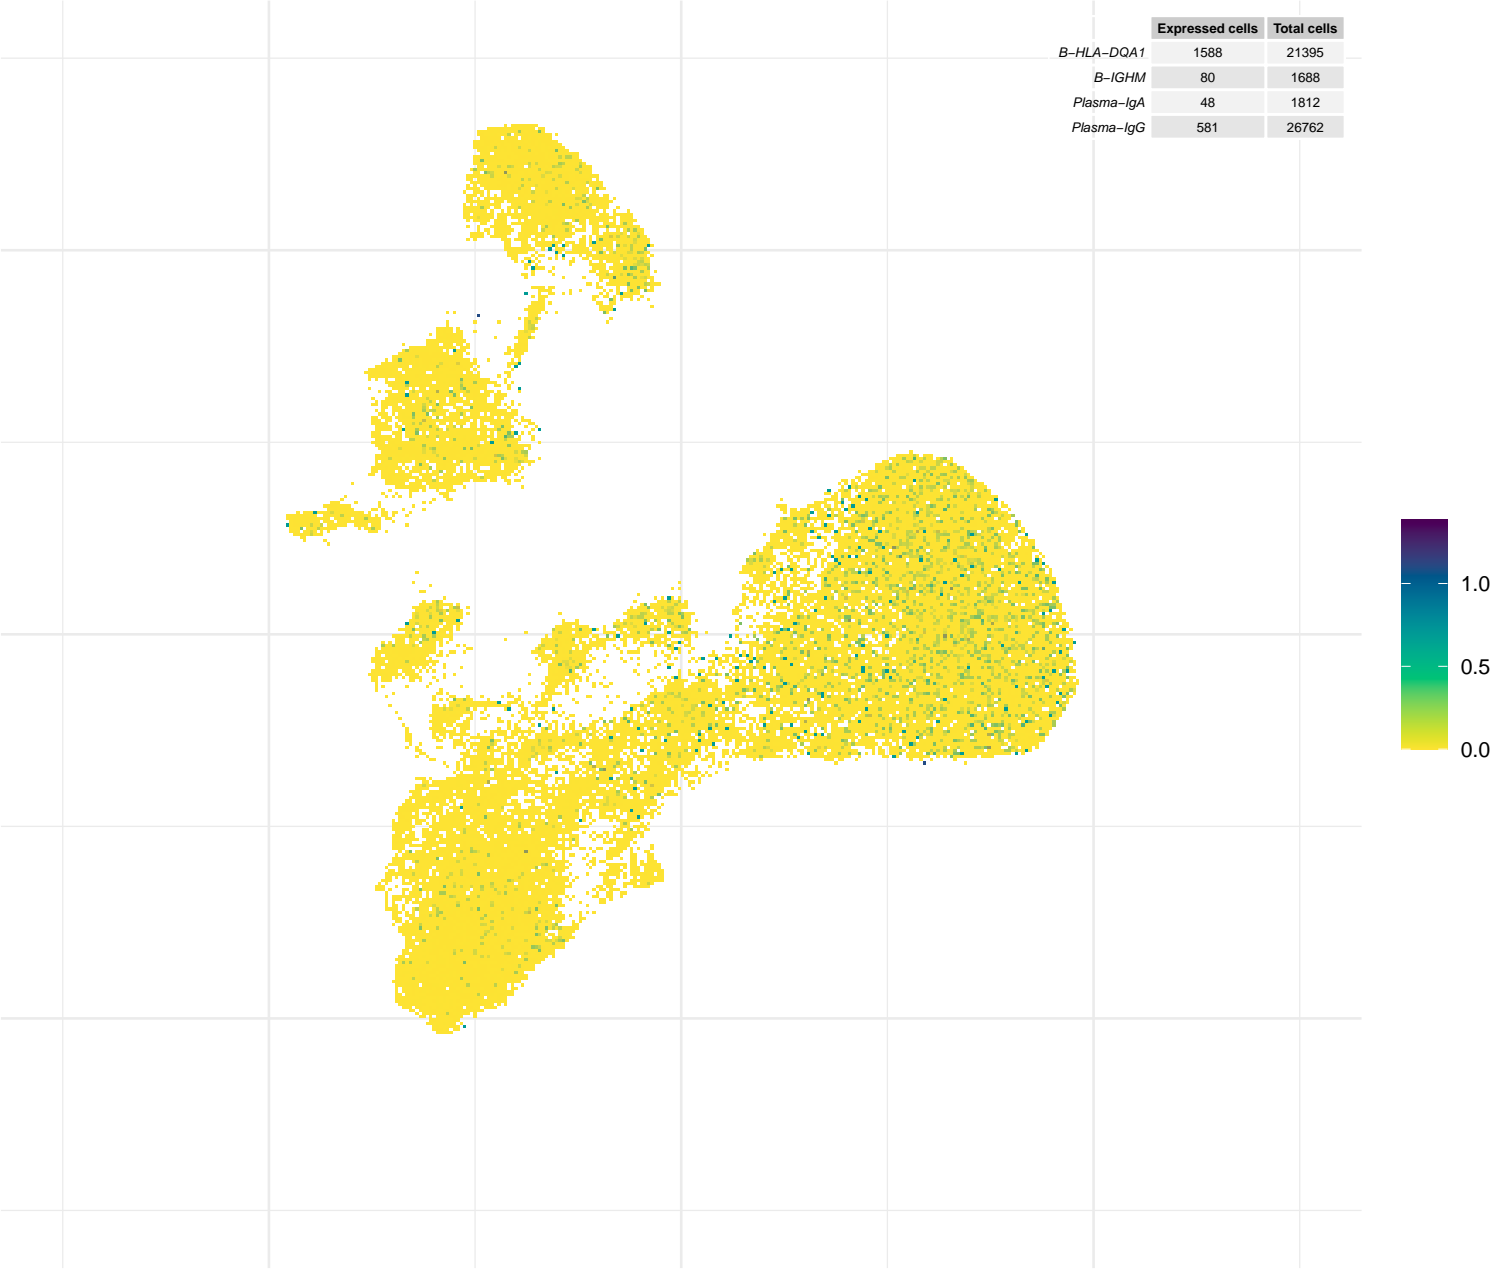 Expressed cells Total cells
B−HLA−DQA1 1588 21395
B−IGHM 80 1688
Plasma−IgA 48 1812
Plasma−IgG 581 26762
1.0
0.5
0.0